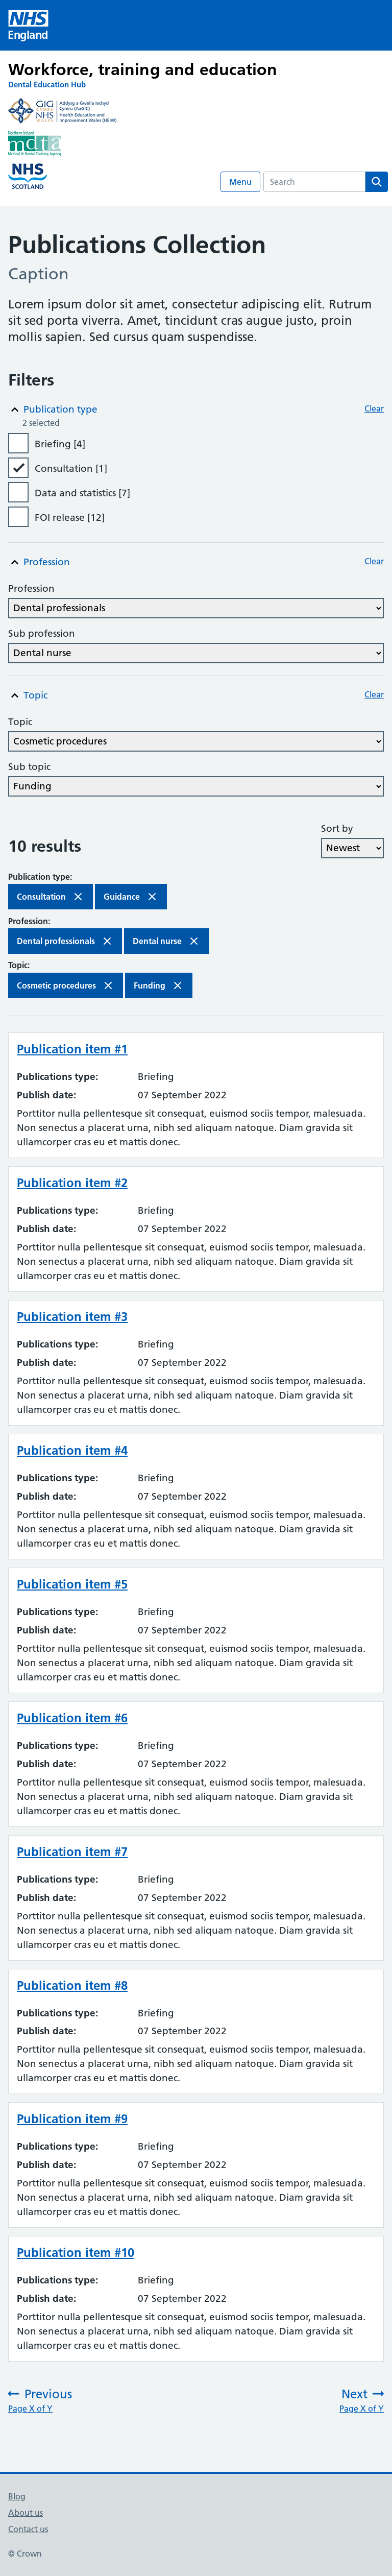 NHS
England
Workforce, training and education
Dental Education Hub
GIG CYMRU NHS WALES
Addysg a Gwella Iechyd
Cymru (AaGIC)
Health Education and
Improvement Wales (HEIW)
Northern Ireland
mdta
Medical & Dental Training Agency
NHS
SCOTLAND
Menu
Search
Publications Collection
Caption
Lorem ipsum dolor sit amet, consectetur adipiscing elit. Rutrum
sit sed porta viverra. Amet, tincidunt cras augue justo, proin
mollis sapien. Sed cursus quam suspendisse.
Filters
Publication type
Clear
2 selected
Briefing [4]
Consultation [1]
Data and statistics [7]
FOI release [12]
Profession
Clear
Profession
Dental professionals
Sub profession
Dental nurse
Topic
Clear
Topic
Cosmetic procedures
Sub topic
Funding
Sort by
10 results
Newest
Publication type:
Consultation
Guidance
Profession:
Dental professionals
Dental nurse
Topic:
Cosmetic procedures
Funding
Publication item #1
Publications type: Briefing
Publish date: 07 September 2022
Porttitor nulla pellentesque sit consequat, euismod sociis tempor, malesuada.
Non senectus a placerat urna, nibh sed aliquam natoque. Diam gravida sit
ullamcorper cras eu et mattis donec.
Publication item #2
Publications type: Briefing
Publish date: 07 September 2022
Porttitor nulla pellentesque sit consequat, euismod sociis tempor, malesuada.
Non senectus a placerat urna, nibh sed aliquam natoque. Diam gravida sit
ullamcorper cras eu et mattis donec.
Publication item #3
Publications type: Briefing
Publish date: 07 September 2022
Porttitor nulla pellentesque sit consequat, euismod sociis tempor, malesuada.
Non senectus a placerat urna, nibh sed aliquam natoque. Diam gravida sit
ullamcorper cras eu et mattis donec.
Publication item #4
Publications type: Briefing
Publish date: 07 September 2022
Porttitor nulla pellentesque sit consequat, euismod sociis tempor, malesuada.
Non senectus a placerat urna, nibh sed aliquam natoque. Diam gravida sit
ullamcorper cras eu et mattis donec.
Publication item #5
Publications type: Briefing
Publish date: 07 September 2022
Porttitor nulla pellentesque sit consequat, euismod sociis tempor, malesuada.
Non senectus a placerat urna, nibh sed aliquam natoque. Diam gravida sit
ullamcorper cras eu et mattis donec.
Publication item #6
Publications type: Briefing
Publish date: 07 September 2022
Porttitor nulla pellentesque sit consequat, euismod sociis tempor, malesuada.
Non senectus a placerat urna, nibh sed aliquam natoque. Diam gravida sit
ullamcorper cras eu et mattis donec.
Publication item #7
Publications type: Briefing
Publish date: 07 September 2022
Porttitor nulla pellentesque sit consequat, euismod sociis tempor, malesuada.
Non senectus a placerat urna, nibh sed aliquam natoque. Diam gravida sit
ullamcorper cras eu et mattis donec.
Publication item #8
Publications type: Briefing
Publish date: 07 September 2022
Porttitor nulla pellentesque sit consequat, euismod sociis tempor, malesuada.
Non senectus a placerat urna, nibh sed aliquam natoque. Diam gravida sit
ullamcorper cras eu et mattis donec.
Publication item #9
Publications type: Briefing
Publish date: 07 September 2022
Porttitor nulla pellentesque sit consequat, euismod sociis tempor, malesuada.
Non senectus a placerat urna, nibh sed aliquam natoque. Diam gravida sit
ullamcorper cras eu et mattis donec.
Publication item #10
Publications type: Briefing
Publish date: 07 September 2022
Porttitor nulla pellentesque sit consequat, euismod sociis tempor, malesuada.
Non senectus a placerat urna, nibh sed aliquam natoque. Diam gravida sit
ullamcorper cras eu et mattis donec.
Previous
Page X of Y
Next
Page X of Y
Blog
About us
Contact us
© Crown